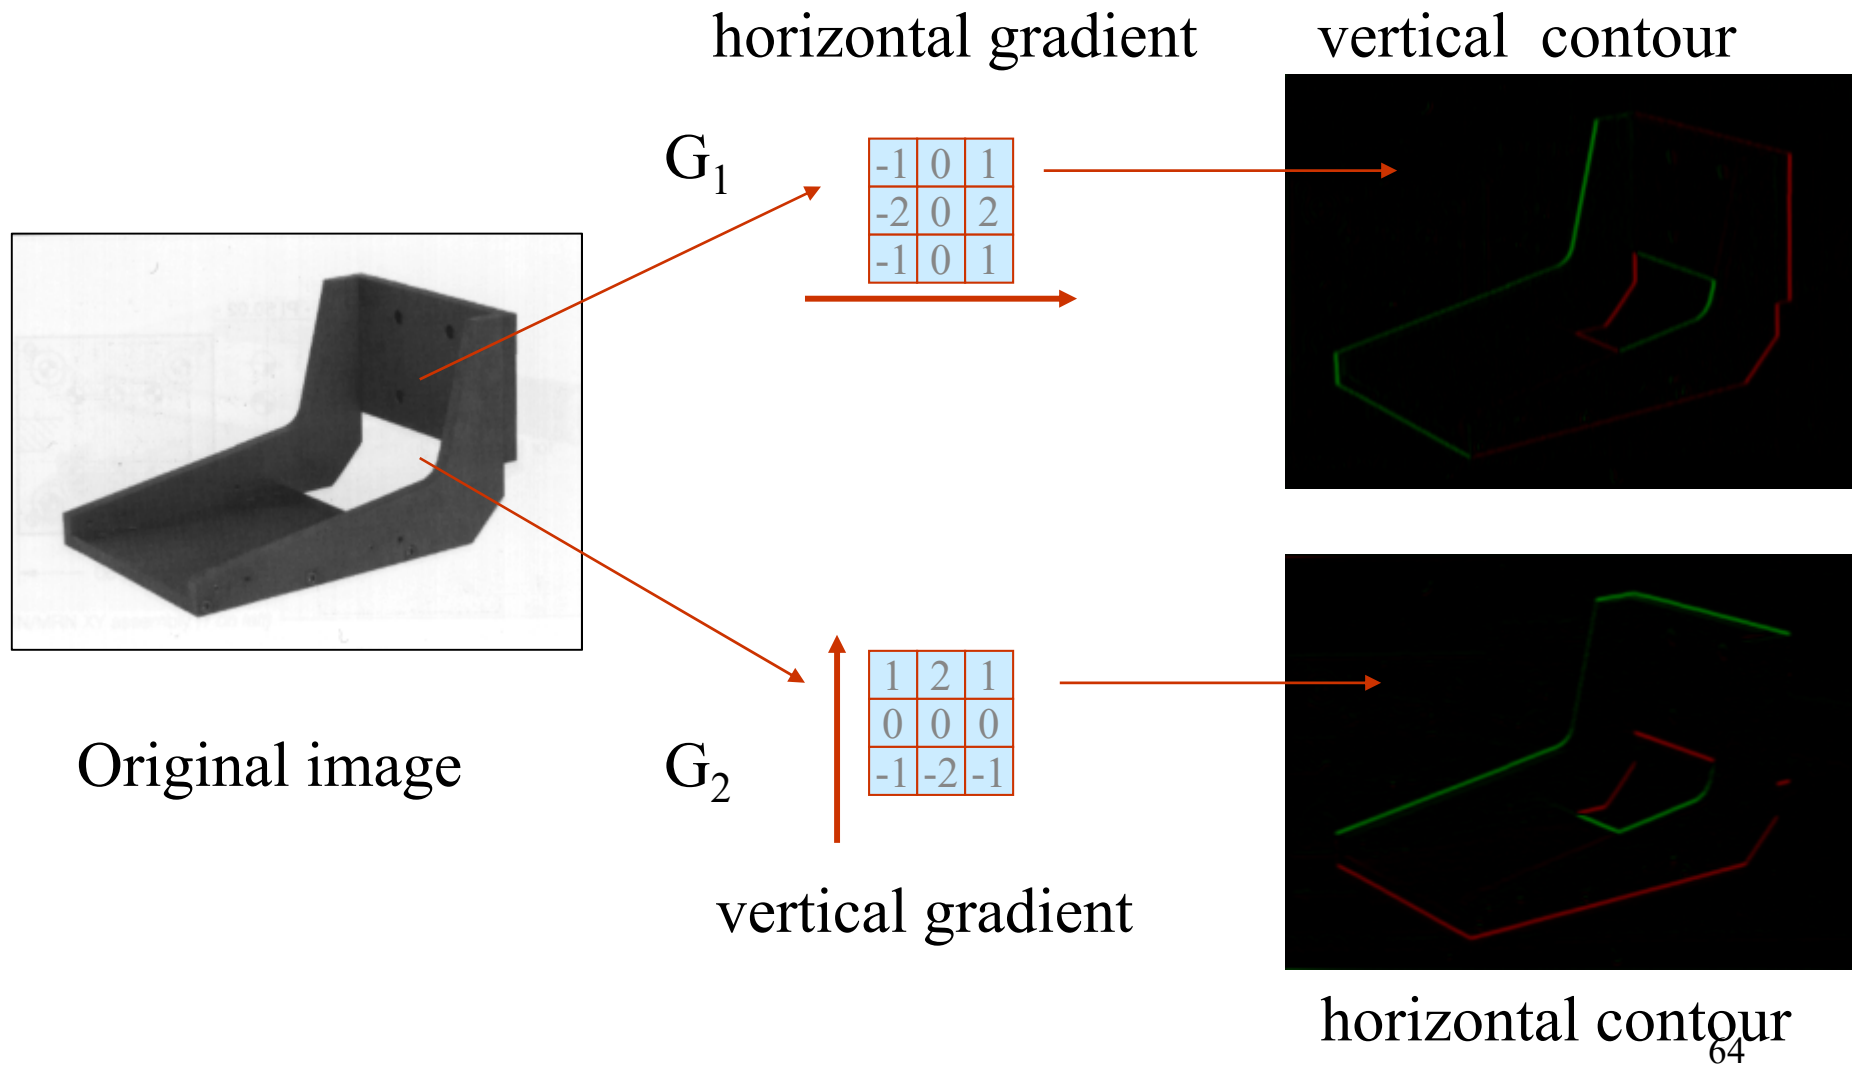 horizontal gradient
vertical contour
G1
-1 0 1
-2 0 2
-1 0 1
Original image
G2
1 2 1
0 0 0
-1 -2 -1
vertical gradient
horizontal contour
64